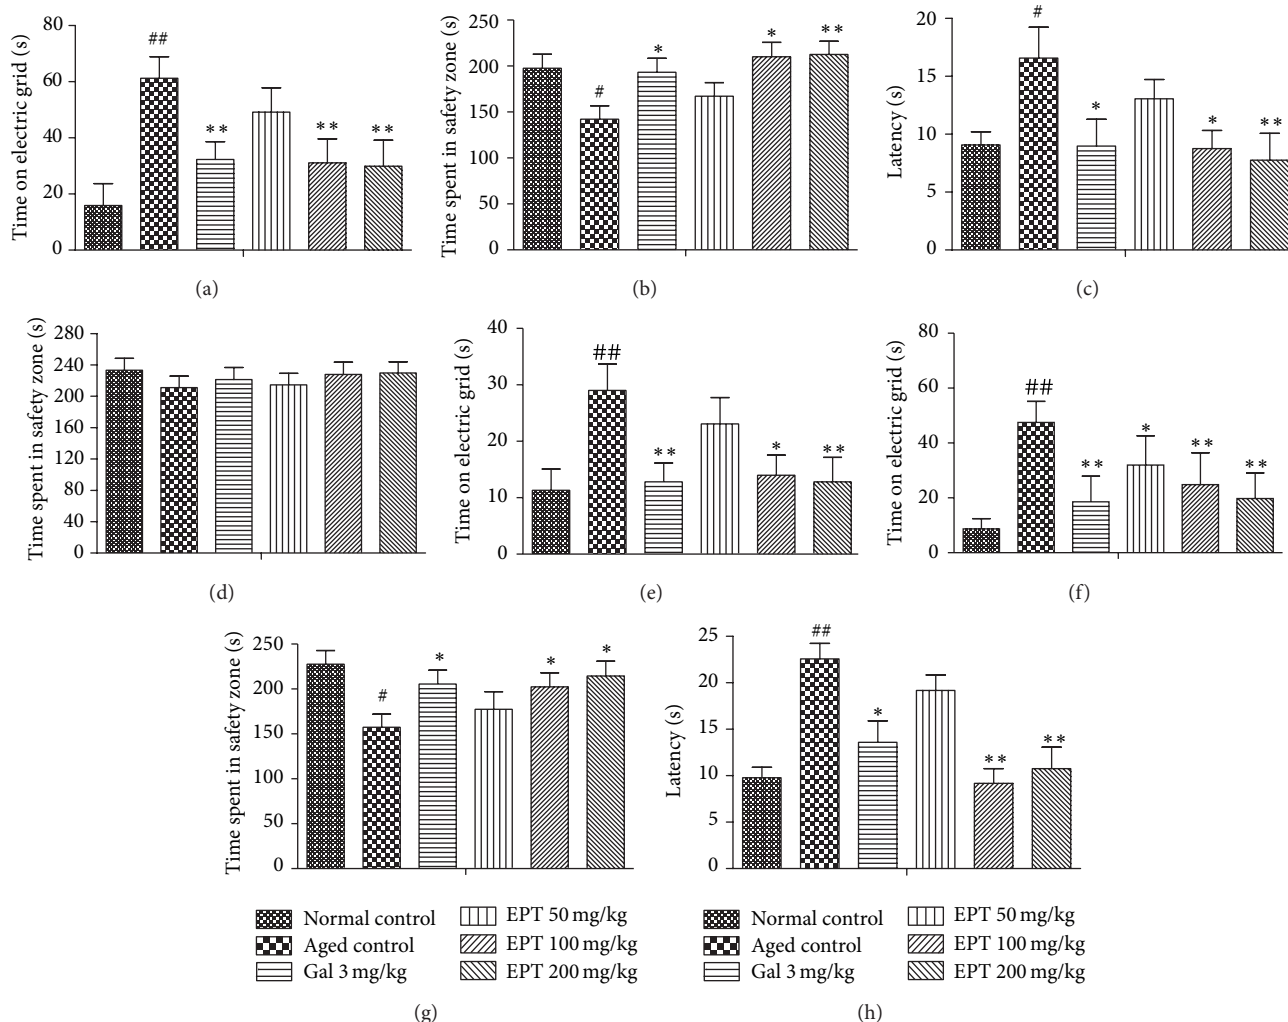 Time on electric grid (s)
80
60
40
20
0
##
**
**
**
(a)
Time spent in safety zone (s)
250
200
150
100
50
0
#
*
*
**
(b)
Latency (s)
20
15
10
5
0
#
*
*
**
(c)
Time spent in safety zone (s)
280
240
200
160
120
80
40
0
(d)
Time on electric grid (s)
40
30
20
10
0
##
**
*
**
(e)
Time on electric grid (s)
80
60
40
20
0
##
**
*
**
**
(f)
Time spent in safety zone (s)
250
200
150
100
50
0
#
*
*
*
Normal control
Aged control
Gal 3 mg/kg
EPT 50 mg/kg
EPT 100 mg/kg
EPT 200 mg/kg
(g)
Latency (s)
25
20
15
10
5
0
##
*
**
**
Normal control
Aged control
Gal 3 mg/kg
EPT 50 mg/kg
EPT 100 mg/kg
EPT 200 mg/kg
(h)